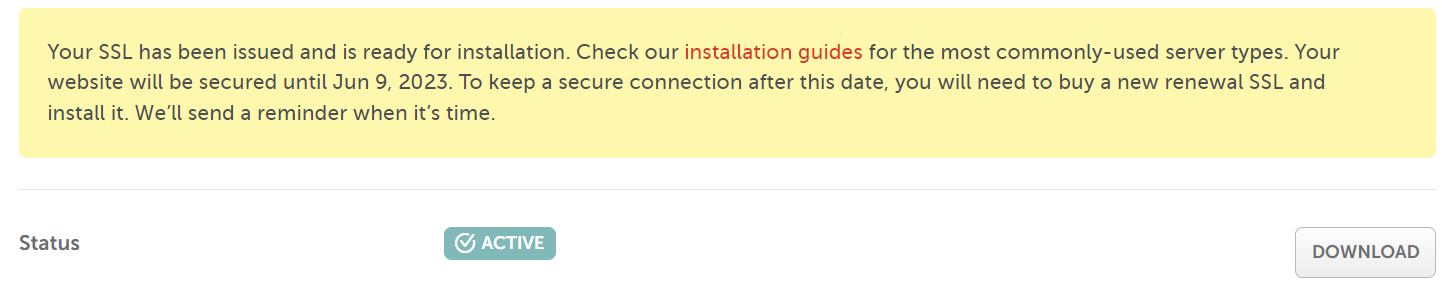 Your SSL has been issued and is ready for installation. Check our installation guides for the most commonly-used server types. Your
website will be secured until Jun 9, 2023. To keep a secure connection after this date, you will need to buy a new renewal SSL and
install it. We’ll send a reminder when it’s time.
Status
ACTIVE
DOWNLOAD